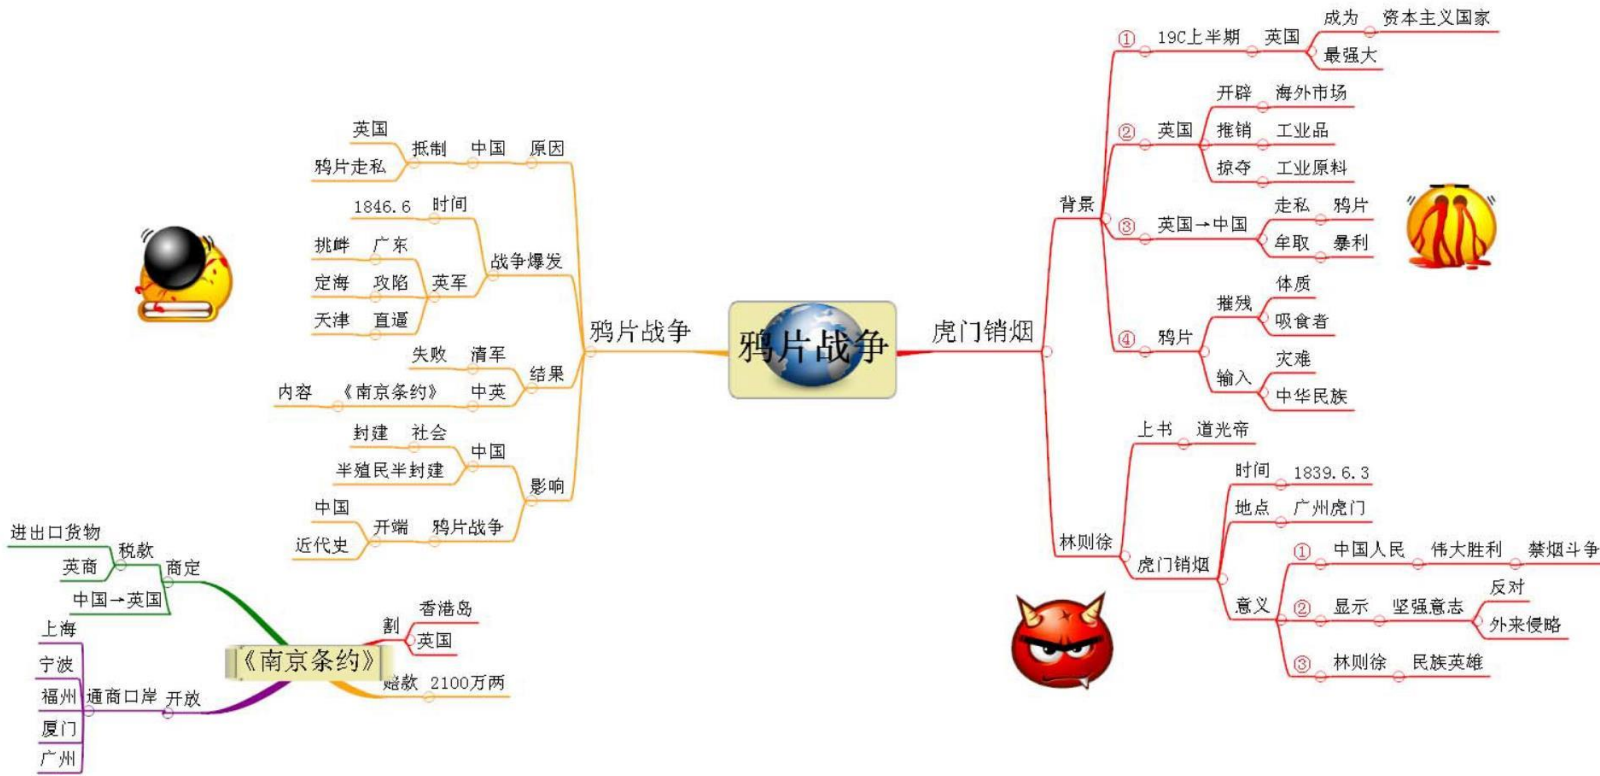 鸦片战争
虎门销烟
背景
①
19C上半期
英国
成为
资本主义国家
最强大
②
英国
开辟
海外市场
推销
工业品
掠夺
工业原料
③
英国→中国
走私
鸦片
牟取
暴利
④
鸦片
摧残
体质
吸食者
输入
灾难
中华民族
林则徐
上书
道光帝
虎门销烟
时间
1839.6.3
地点
广州虎门
意义
①
中国人民
伟大胜利
禁烟斗争
②
显示
坚强意志
反对
外来侵略
③
林则徐
民族英雄
鸦片战争
原因
中国
抵制
英国
鸦片走私
战争爆发
时间
1846.6
英军
广东
挑衅
攻陷
定海
直逼
天津
结果
清军
失败
中英
《南京条约》
内容
影响
中国
社会
封建
半殖民半封建
鸦片战争
开端
中国
近代史
《南京条约》
商定
税款
进出口货物
英商
中国→英国
开放
通商口岸
上海
宁波
福州
厦门
广州
割
香港岛
英国
赔款
2100万两